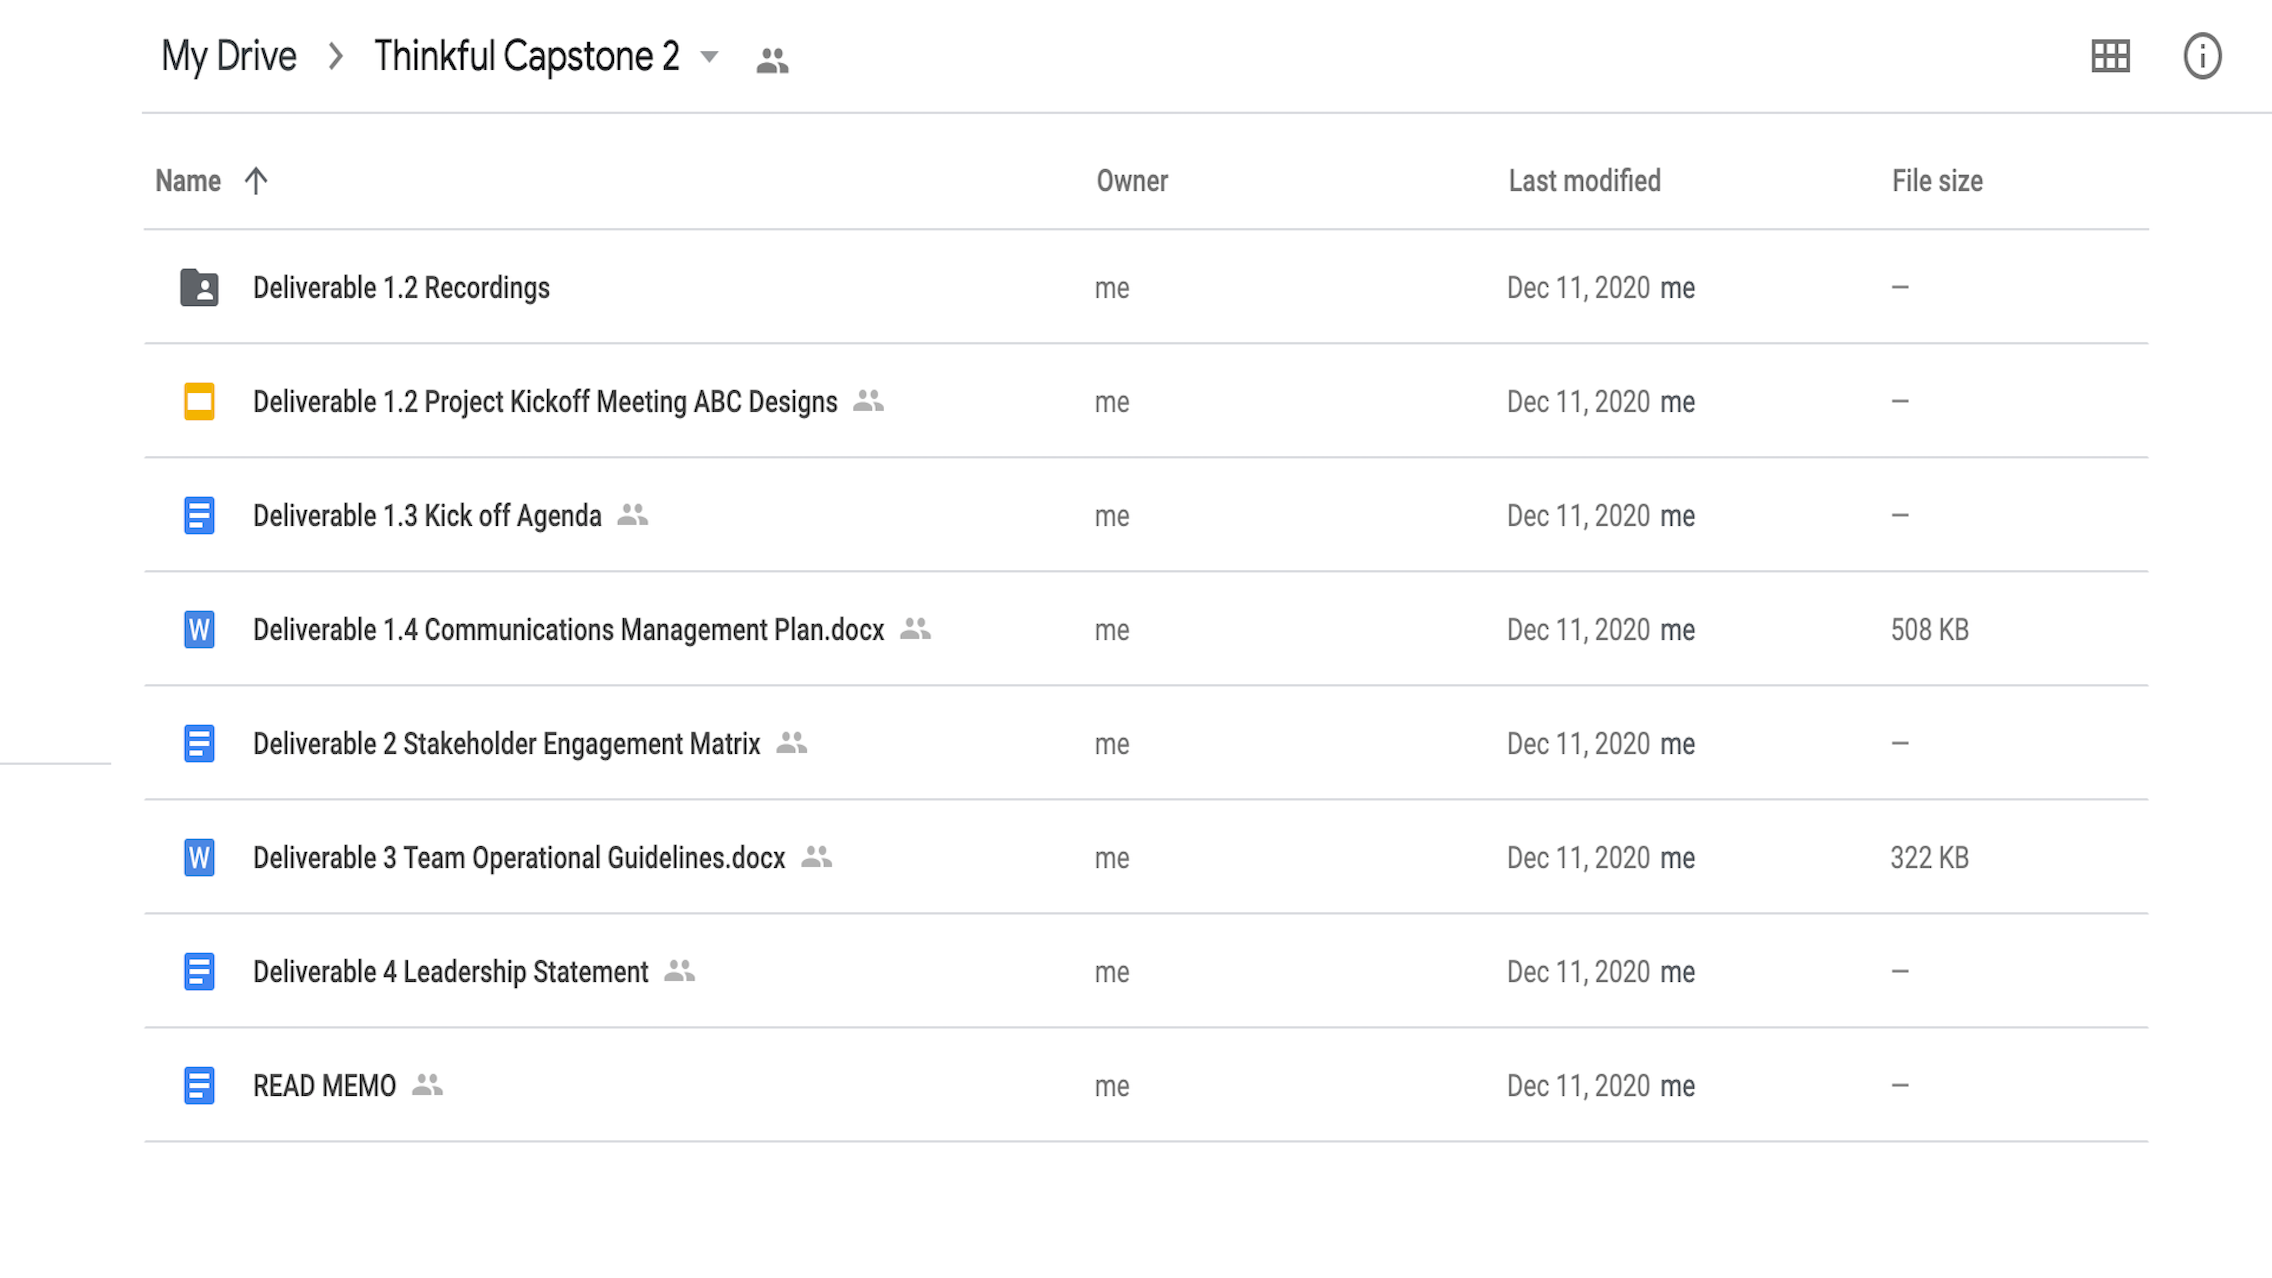 My Drive > Thinkful Capstone 2
Name Owner Last modified File size
Deliverable 1.2 Recordings me Dec 11, 2020 me –
Deliverable 1.2 Project Kickoff Meeting ABC Designs me Dec 11, 2020 me –
Deliverable 1.3 Kick off Agenda me Dec 11, 2020 me –
W Deliverable 1.4 Communications Management Plan.docx me Dec 11, 2020 me 508 KB
Deliverable 2 Stakeholder Engagement Matrix me Dec 11, 2020 me –
W Deliverable 3 Team Operational Guidelines.docx me Dec 11, 2020 me 322 KB
Deliverable 4 Leadership Statement me Dec 11, 2020 me –
READ MEMO me Dec 11, 2020 me –